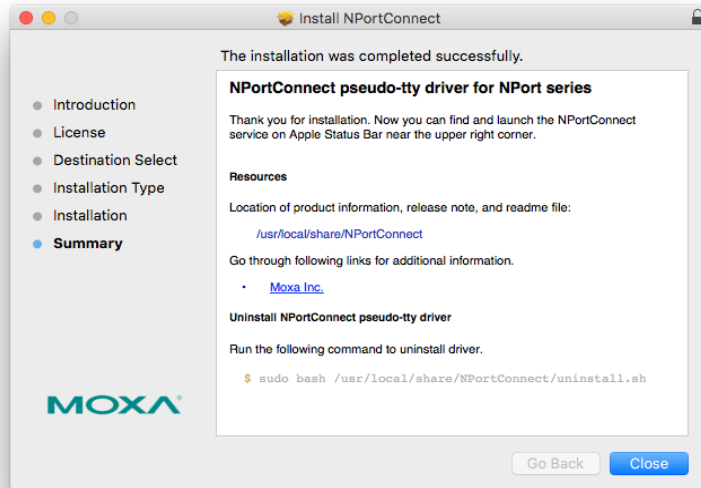 Install NPortConnect
The installation was completed successfully.
Introduction
License
Destination Select
Installation Type
Installation
Summary
NPortConnect pseudo-tty driver for NPort series
Thank you for installation. Now you can find and launch the NPortConnect
service on Apple Status Bar near the upper right corner.
Resources
Location of product information, release note, and readme file:
/usr/local/share/NPortConnect
Go through following links for additional information.
• Moxa Inc.
Uninstall NPortConnect pseudo-tty driver
Run the following command to uninstall driver.
$ sudo bash /usr/local/share/NPortConnect/uninstall.sh
MOXA
Go Back
Close